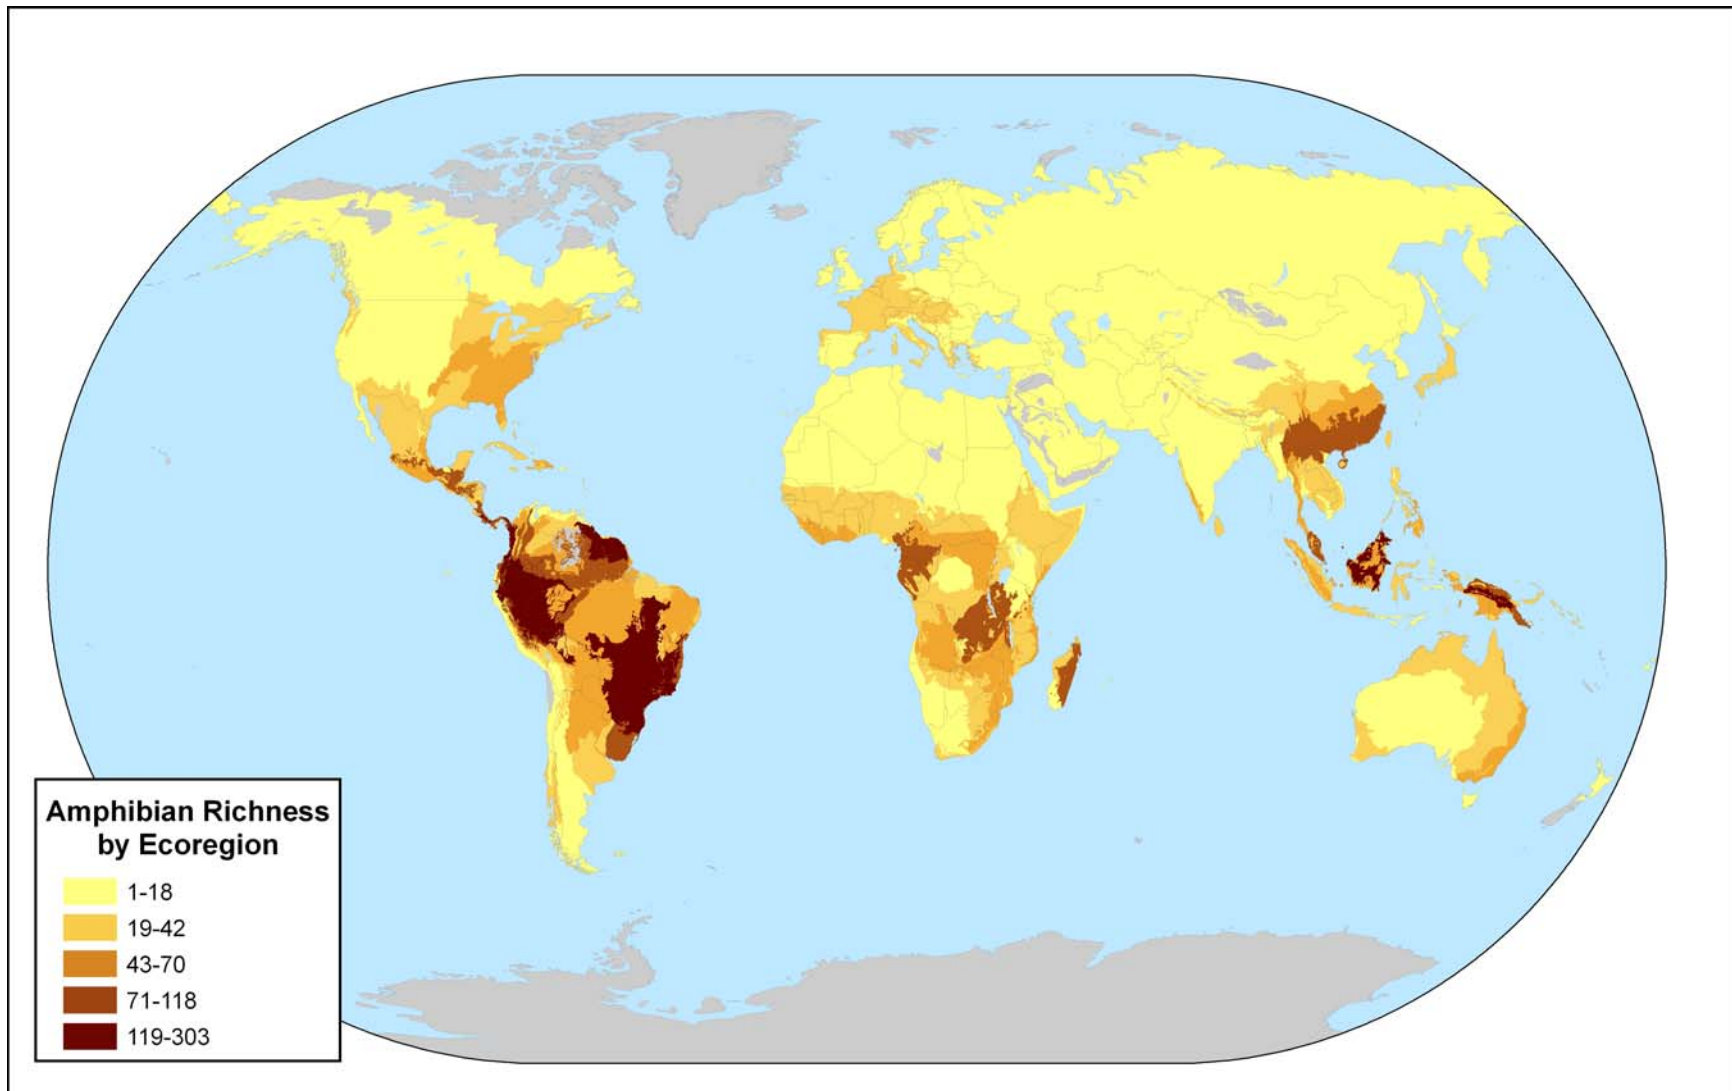 Amphibian Richness
by Ecoregion
1-18
19-42
43-70
71-118
119-303